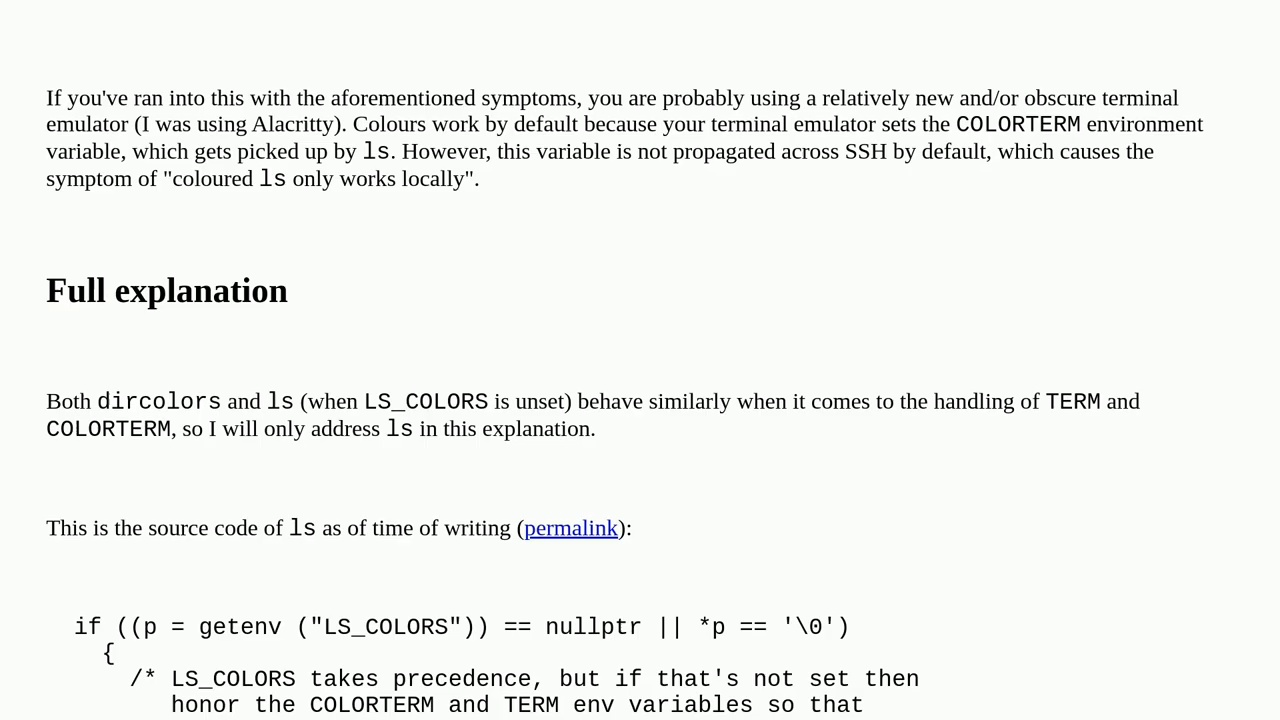 If you've ran into this with the aforementioned symptoms, you are probably using a relatively new and/or obscure terminal
emulator (I was using Alacritty). Colours work by default because your terminal emulator sets the COLORTERM environment
variable, which gets picked up by ls. However, this variable is not propagated across SSH by default, which causes the
symptom of "coloured ls only works locally".
Full explanation
Both dircolors and ls (when LS_COLORS is unset) behave similarly when it comes to the handling of TERM and
COLORTERM, so I will only address ls in this explanation.
This is the source code of ls as of time of writing (permalink):
if ((p = getenv ("LS_COLORS")) == nullptr || *p == '\0')
{
/* LS_COLORS takes precedence, but if that's not set then
honor the COLORTERM and TERM env variables so that